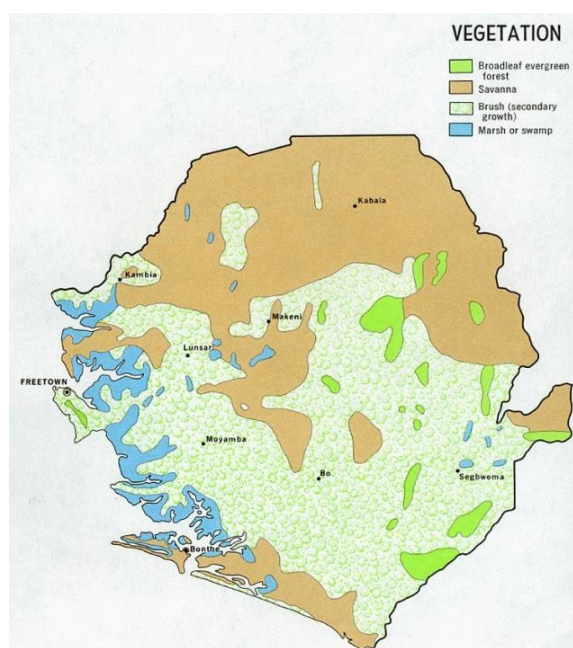 VEGETATION
Broadleaf evergreen
forest
Savanna
Brush (secondary
growth)
Marsh or swamp
Kabala
Kambia
Makeni
Lunsar
FREETOWN
Moyamba
Bo
Segbwema
Bonthe